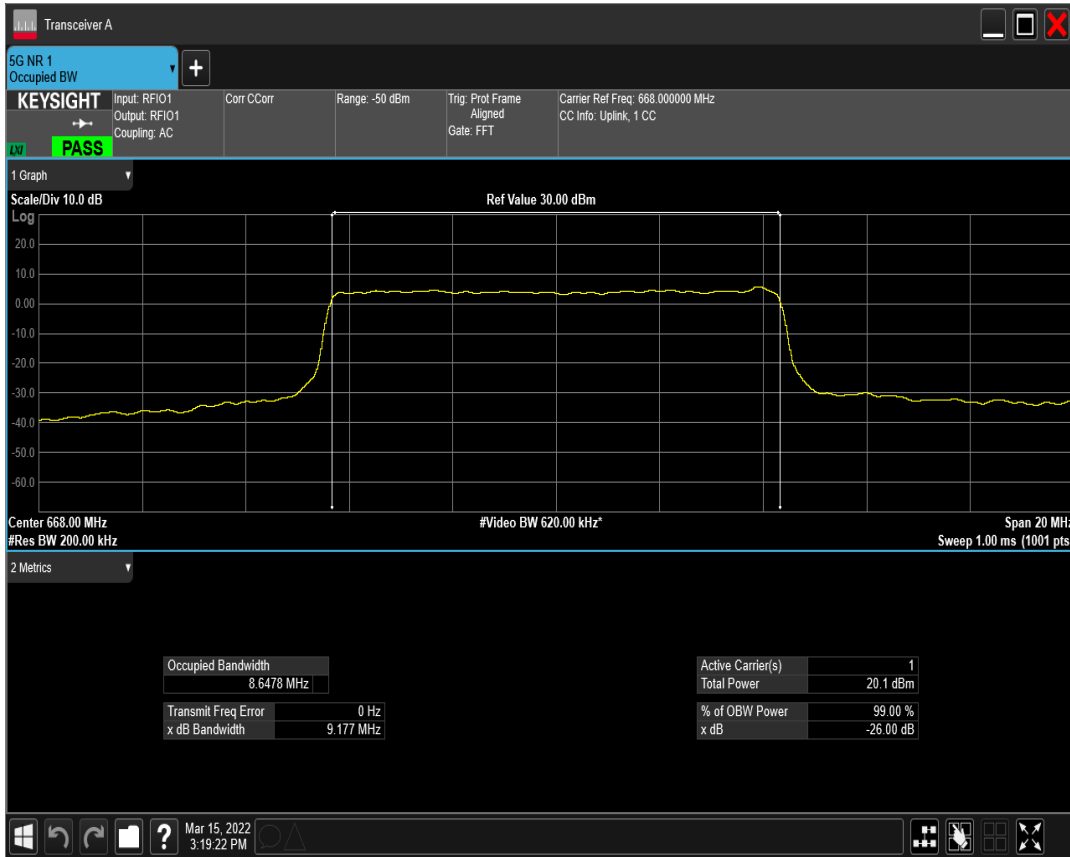 Transceiver A
5G NR 1
Occupied BW
KEYSIGHT
LXI
PASS
Input: RFIO1
Output: RFIO1
Coupling: AC
Corr CCorr
Range: -50 dBm
Trig: Prot Frame
Aligned
Gate: FFT
Carrier Ref Freq: 668.000000 MHz
CC Info: Uplink, 1 CC
1 Graph
Scale/Div 10.0 dB
Ref Value 30.00 dBm
Log
20.0
10.0
0.00
-10.0
-20.0
-30.0
-40.0
-50.0
-60.0
Center 668.00 MHz
#Video BW 620.00 kHz*
Span 20 MHz
#Res BW 200.00 kHz
Sweep 1.00 ms (1001 pts
2 Metrics
Occupied Bandwidth
8.6478 MHz
Transmit Freq Error 0 Hz
x dB Bandwidth 9.177 MHz
Active Carrier(s) 1
Total Power 20.1 dBm
% of OBW Power 99.00 %
x dB -26.00 dB
?
Mar 15, 2022
3:19:22 PM